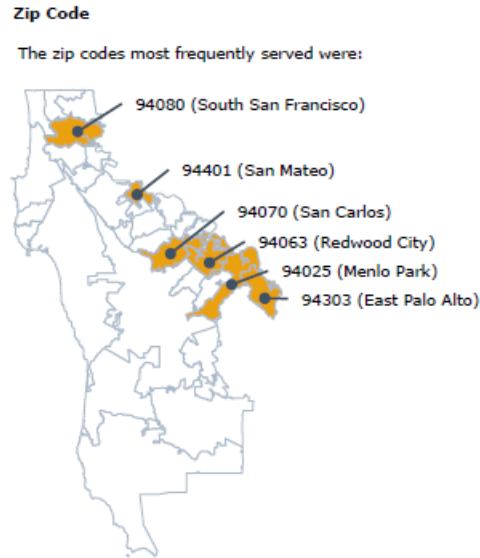 Zip Code
The zip codes most frequently served were:
94080 (South San Francisco)
94401 (San Mateo)
94070 (San Carlos)
94063 (Redwood City)
94025 (Menlo Park)
94303 (East Palo Alto)